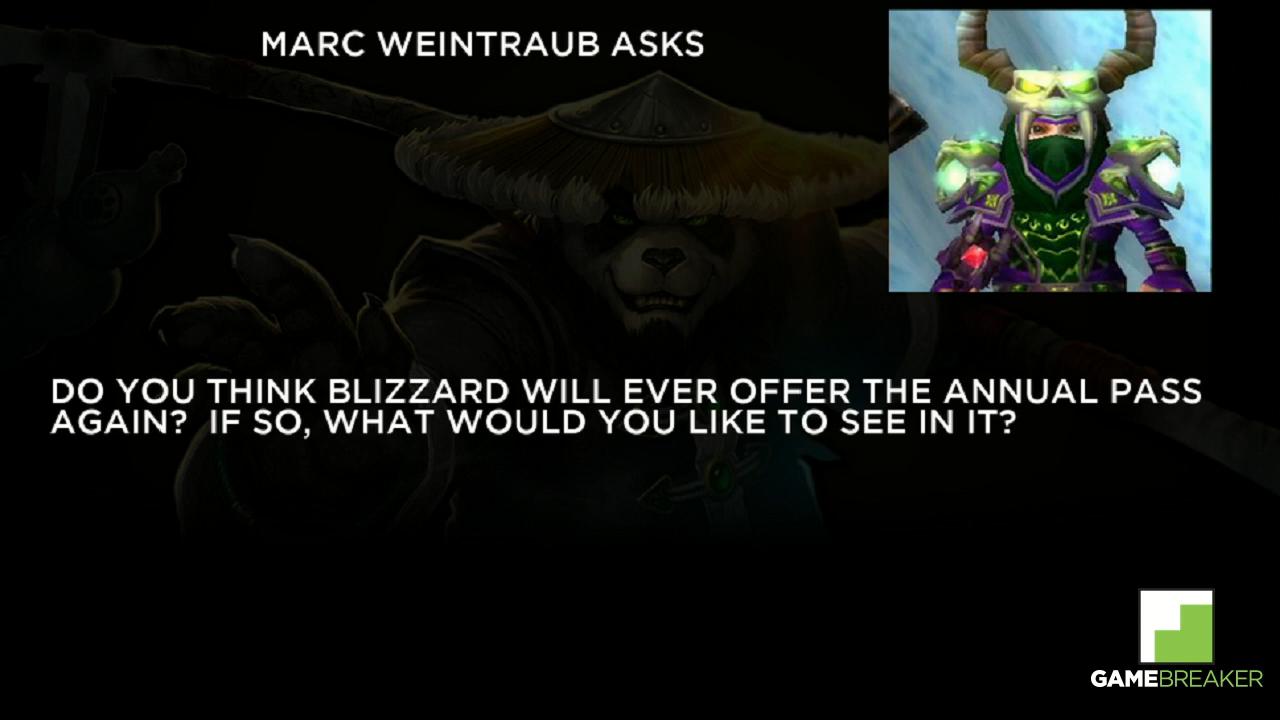 MARC WEINTRAUB ASKS
DO YOU THINK BLIZZARD WILL EVER OFFER THE ANNUAL PASS
AGAIN?  IF SO, WHAT WOULD YOU LIKE TO SEE IN IT?
GAMEBREAKER